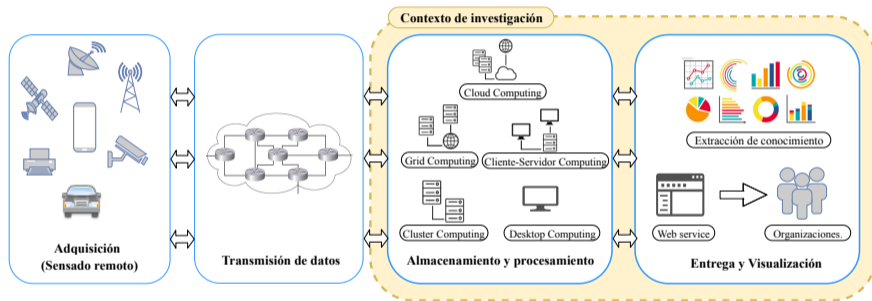 Contexto de investigación
Cloud Computing
Grid Computing
Cliente-Servidor Computing
Cluster Computing
Desktop Computing
Extracción de conocimiento
Web service
Organizaciones.
Adquisición
(Sensado remoto)
Transmisión de datos
Almacenamiento y procesamiento
Entrega y Visualización